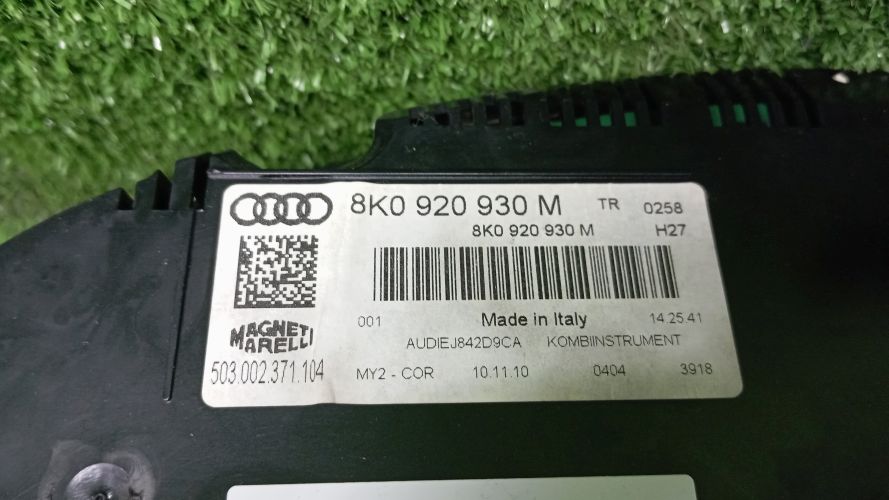 8K0 920 930 M TR 0258
8K0 920 930 M H27
001 Made in Italy 14.25.41
MAGNETI MARELLI
AUDIEJ842D9CA KOMBIINSTRUMENT
503.002.371.104 MY2 - COR 10.11.10 0404 3918